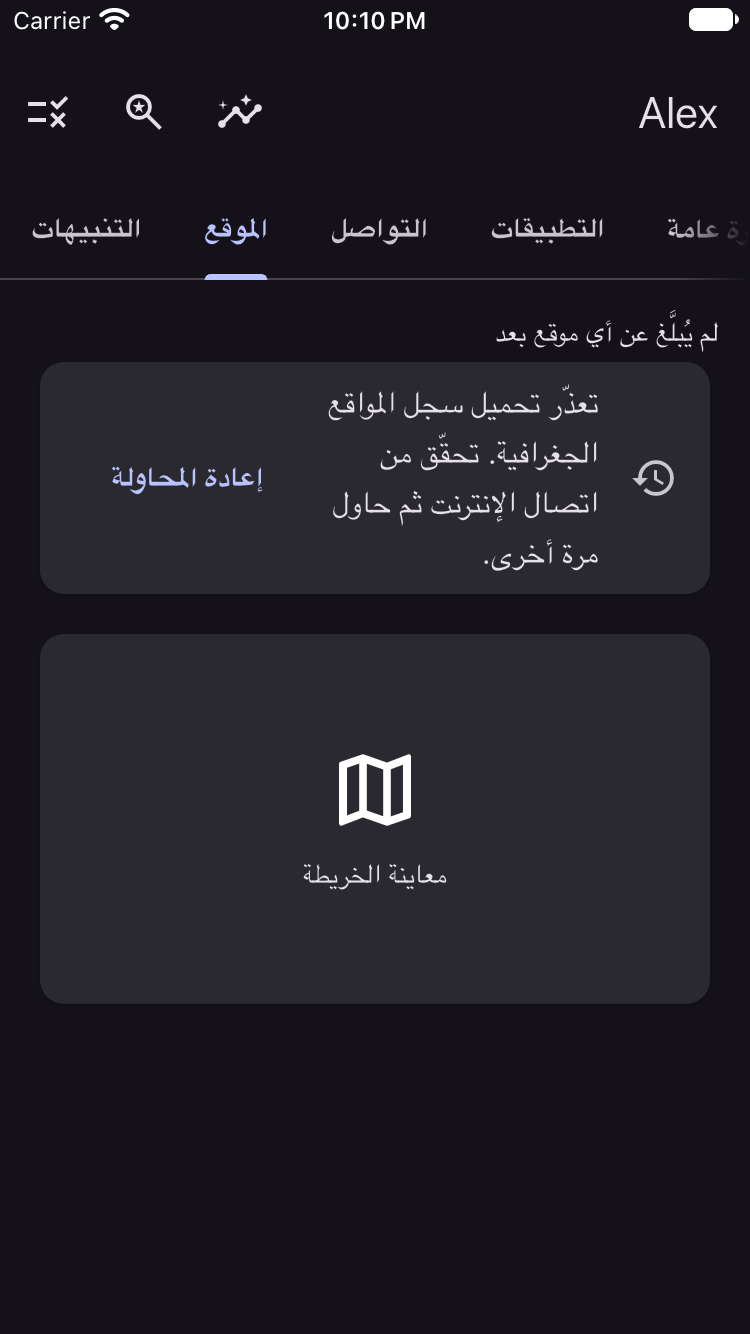 Carrier
10:10 PM
Alex
عامة
التطبيقات
التواصل
الموقع
التنبيهات
لم يُبلَّغ عن أي موقع بعد
تعذّر تحميل سجل المواقع
الجغرافية. تحقّق من
اتصال الإنترنت ثم حاول
مرة أخرى.
إعادة المحاولة
معاينة الخريطة